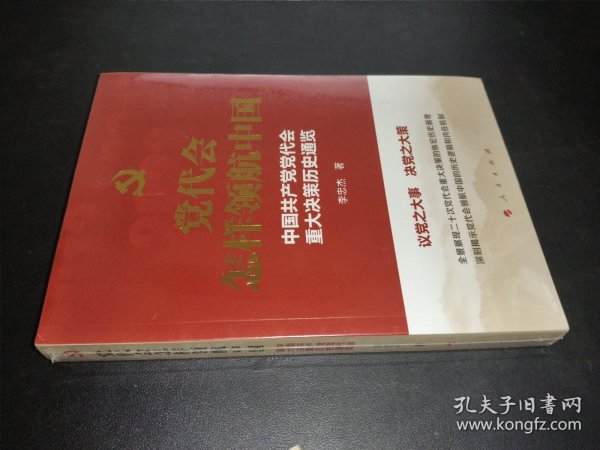 党代会
怎样领航中国
中国共产党党代会
重大决策历史通览
李忠杰 著
议党之大事 决党之大策
全景展现二十次党代会重大决策的恢宏历史画卷
深刻揭示党代会领航中国的历史逻辑和内在机制
人民出版社
孔夫子旧书网
www.kongfz.com